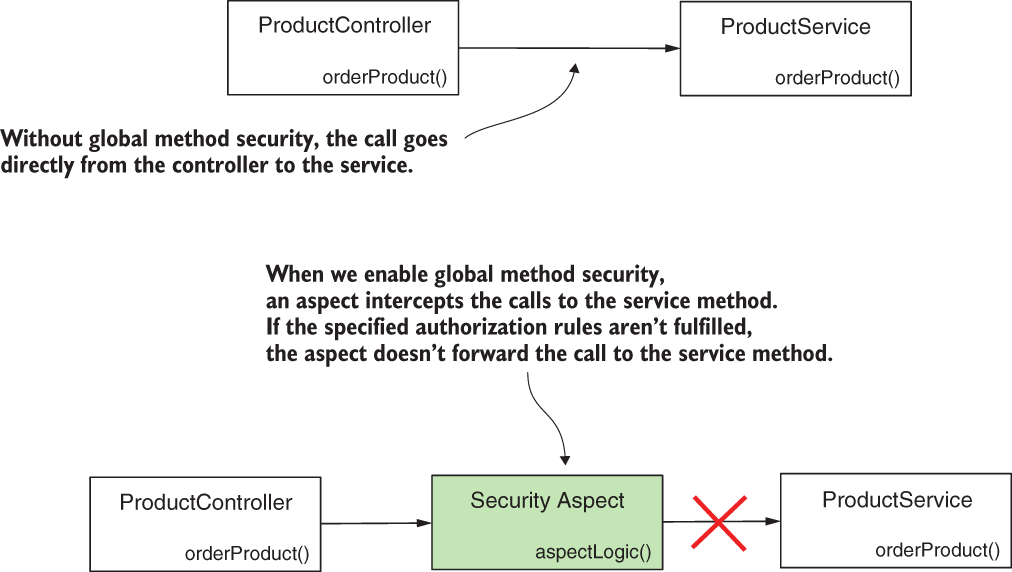 ProductController
orderProduct()
ProductService
orderProduct()
Without global method security, the call goes
directly from the controller to the service.
When we enable global method security,
an aspect intercepts the calls to the service method.
If the specified authorization rules aren’t fulfilled,
the aspect doesn’t forward the call to the service method.
ProductController
orderProduct()
Security Aspect
aspectLogic()
ProductService
orderProduct()